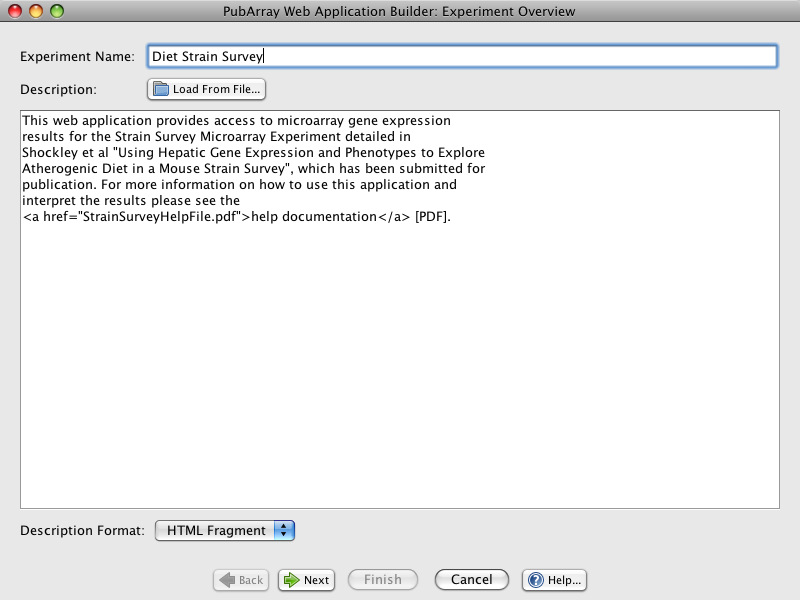 PubArray Web Application Builder: Experiment Overview
Experiment Name: Diet Strain Survey
Description: Load From File...
This web application provides access to microarray gene expression
results for the Strain Survey Microarray Experiment detailed in
Shockley et al "Using Hepatic Gene Expression and Phenotypes to Explore
Atherogenic Diet in a Mouse Strain Survey", which has been submitted for
publication. For more information on how to use this application and
interpret the results please see the
<a href="StrainSurveyHelpFile.pdf">help documentation</a> [PDF].
Description Format: HTML Fragment
Back Next Finish Cancel Help...